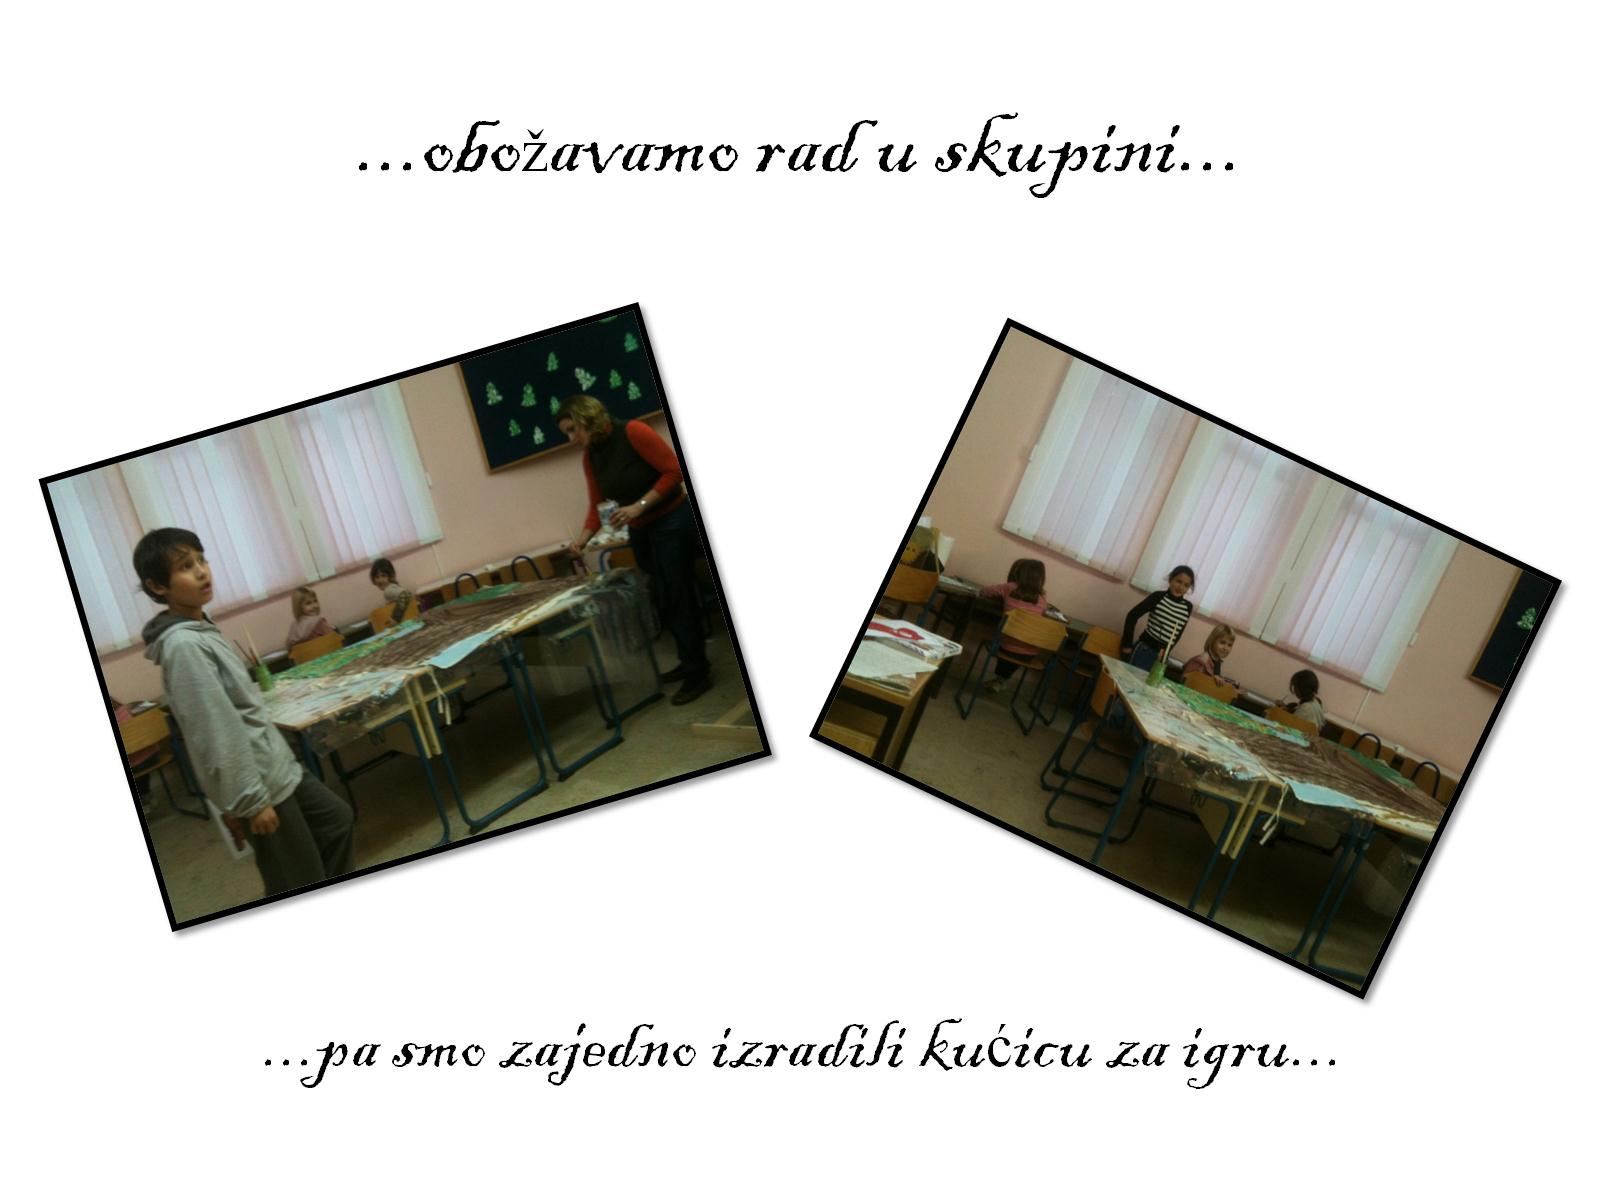 ...obožavamo rad u skupini...
...pa smo zajedno izradili kućicu za igru...